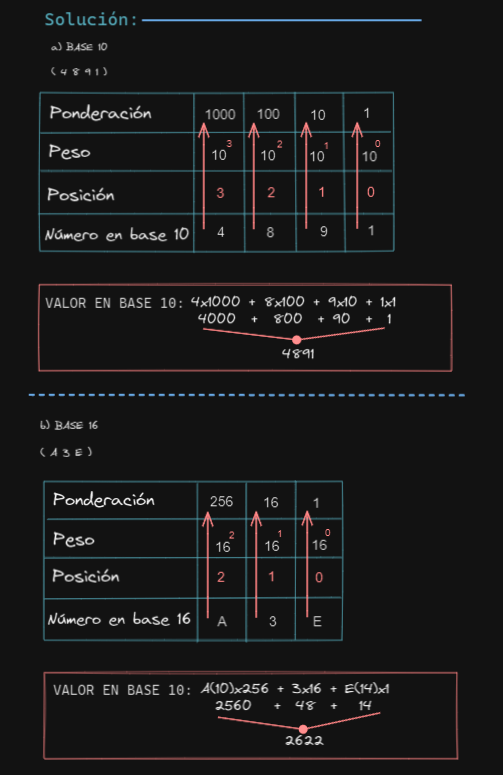 Solución:
a) BASE 10
( 4 8 9 1 )
Ponderación 1000 100 10 1
Peso 10³ 10² 10¹ 10⁰
Posición 3 2 1 0
Número en base 10 4 8 9 1
VALOR EN BASE 10: 4x1000 + 8x100 + 9x10 + 1x1
4000 + 800 + 90 + 1
4891
b) BASE 16
( A 3 E )
Ponderación 256 16 1
Peso 16² 16¹ 16⁰
Posición 2 1 0
Número en base 16 A 3 E
VALOR EN BASE 10: A(10)x256 + 3x16 + E(14)x1
2560 + 48 + 14
2622